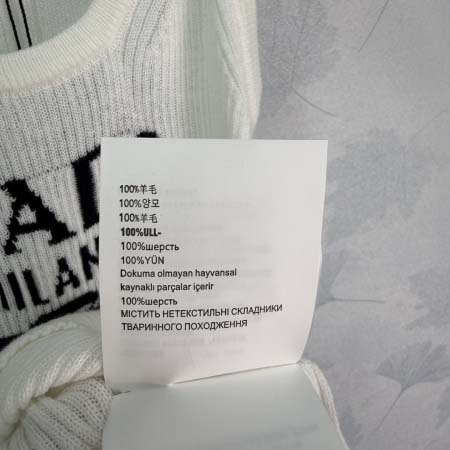 100%羊毛
100%양모
100%羊毛
100%ULL-
100%шерсть
100%YÜN
Dokuma olmayan hayvansal
kaynaklı parçalar içerir
100%шерсть
МІСТИТЬ НЕТЕКСТИЛЬНІ СКЛАДНИКИ
ТВАРИННОГО ПОХОДЖЕННЯ